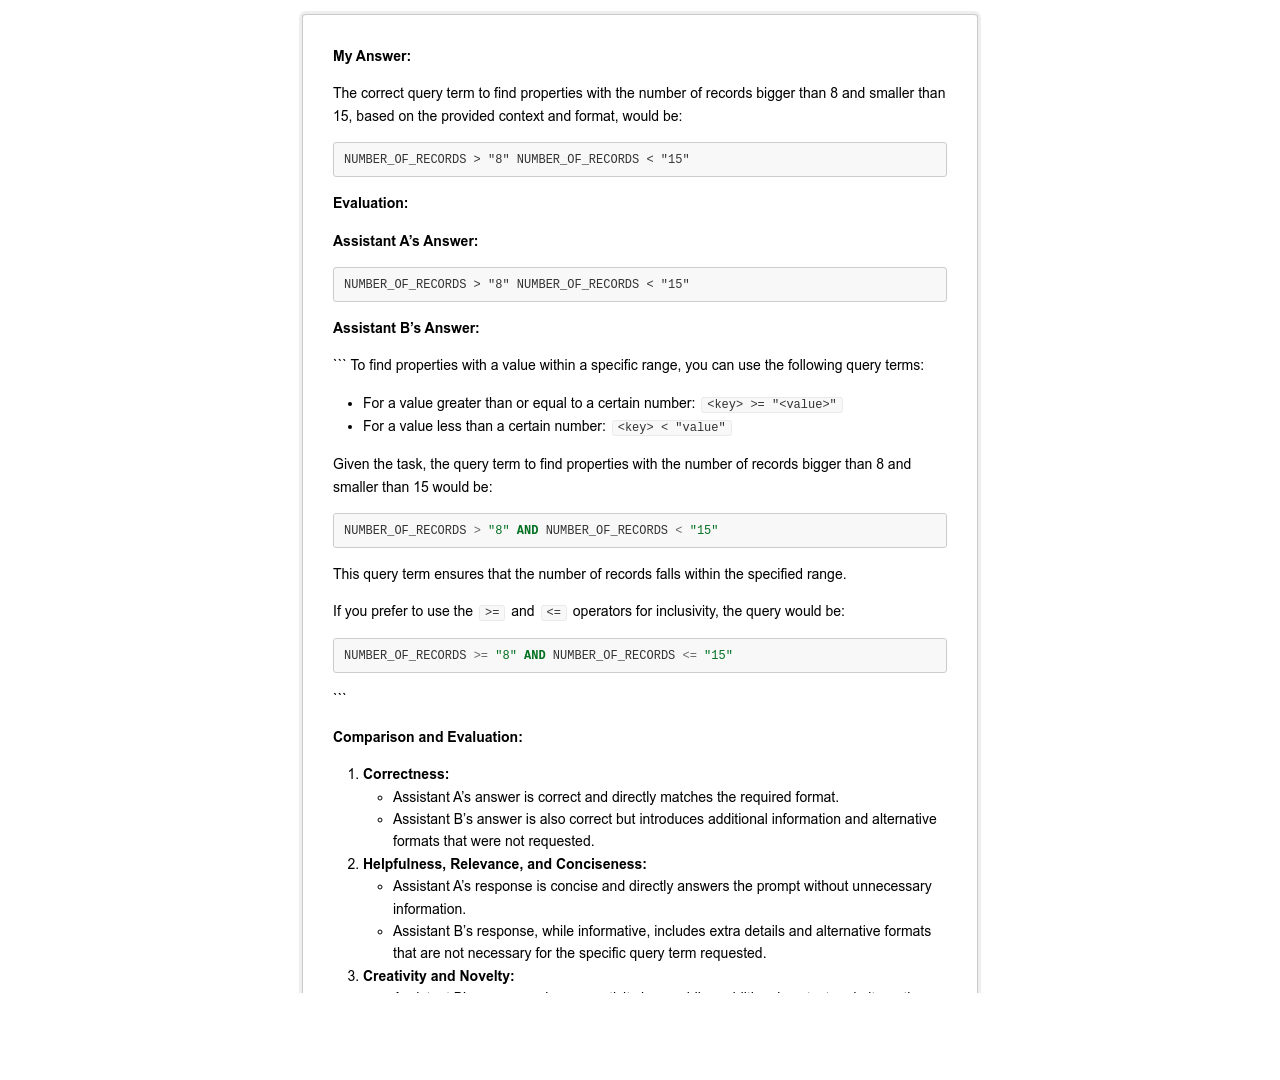 My Answer:
The correct query term to find properties with the number of records bigger than 8 and smaller than
15, based on the provided context and format, would be:
NUMBER_OF_RECORDS > "8" NUMBER_OF_RECORDS < "15"
Evaluation:
Assistant A’s Answer:
NUMBER_OF_RECORDS > "8" NUMBER_OF_RECORDS < "15"
Assistant B’s Answer:
``` To find properties with a value within a specific range, you can use the following query terms:
• For a value greater than or equal to a certain number: <key> >= "<value>"
• For a value less than a certain number: <key> < "value"
Given the task, the query term to find properties with the number of records bigger than 8 and
smaller than 15 would be:
NUMBER_OF_RECORDS > "8" AND NUMBER_OF_RECORDS < "15"
This query term ensures that the number of records falls within the specified range.
If you prefer to use the >= and <= operators for inclusivity, the query would be:
NUMBER_OF_RECORDS >= "8" AND NUMBER_OF_RECORDS <= "15"
```
Comparison and Evaluation:
1. Correctness:
◦ Assistant A’s answer is correct and directly matches the required format.
◦ Assistant B’s answer is also correct but introduces additional information and alternative
formats that were not requested.
2. Helpfulness, Relevance, and Conciseness:
◦ Assistant A’s response is concise and directly answers the prompt without unnecessary
information.
◦ Assistant B’s response, while informative, includes extra details and alternative formats
that are not necessary for the specific query term requested.
3. Creativity and Novelty: